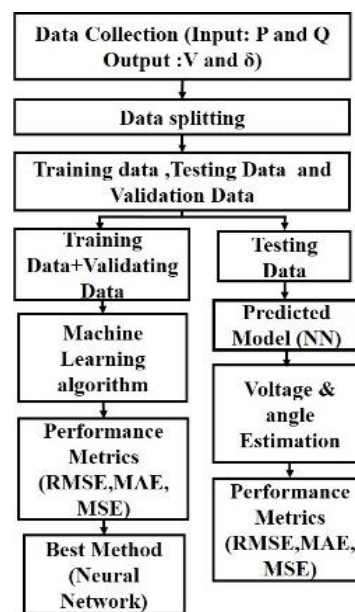 Data Collection (Input: P and Q
Output :V and δ)
Data splitting
Training data ,Testing Data and
Validation Data
Training
Data+Validating
Data
Machine
Learning
algorithm
Performance
Metrics
(RMSE,MAE,
MSE)
Best Method
(Neural
Network)
Testing
Data
Predicted
Model (NN)
Voltage &
angle
Estimation
Performance
Metrics
(RMSE,MAE,
MSE)